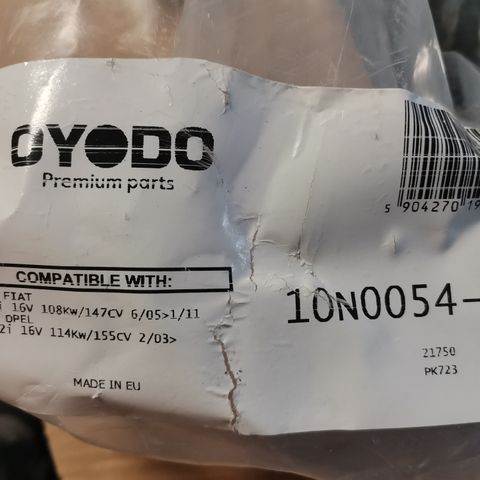 OYODO
Premium parts
5 904270 19
COMPATIBLE WITH:
FIAT
i 16V 108Kw/147CV 6/05>1/11
OPEL
2i 16V 114Kw/155CV 2/03>
10N0054-
21750
PK723
MADE IN EU